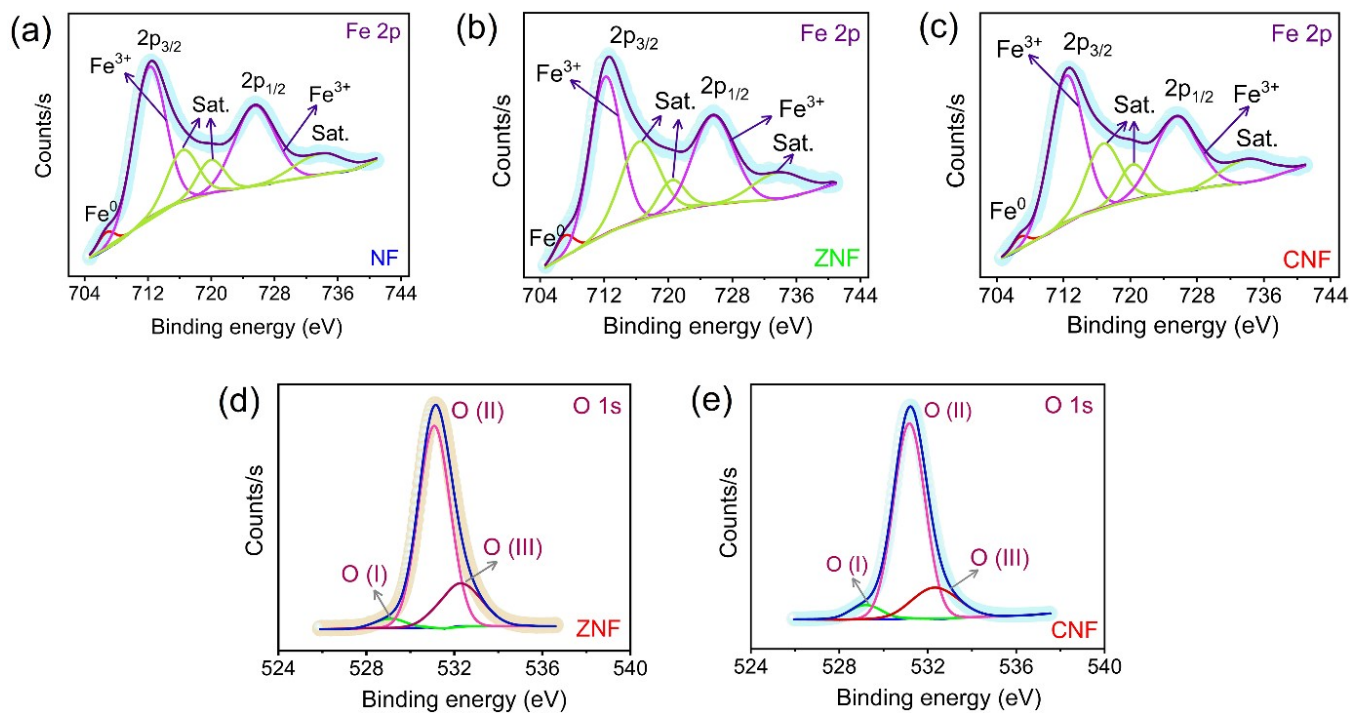 (a)
Fe 2p
2p3/2
Fe3+
Sat.
2p1/2
Fe3+
Sat.
Fe0
NF
Counts/s
704 712 720 728 736 744
Binding energy (eV)
(b)
Fe 2p
2p3/2
Fe3+
Sat.
2p1/2
Fe3+
Sat.
Fe0
ZNF
Counts/s
704 712 720 728 736 744
Binding energy (eV)
(c)
Fe 2p
2p3/2
Fe3+
Sat.
2p1/2
Fe3+
Sat.
Fe0
CNF
Counts/s
704 712 720 728 736 744
Binding energy (eV)
(d)
O 1s
O (II)
O (III)
O (I)
ZNF
Counts/s
524 528 532 536 540
Binding energy (eV)
(e)
O 1s
O (II)
O (III)
O (I)
CNF
Counts/s
524 528 532 536 540
Binding energy (eV)